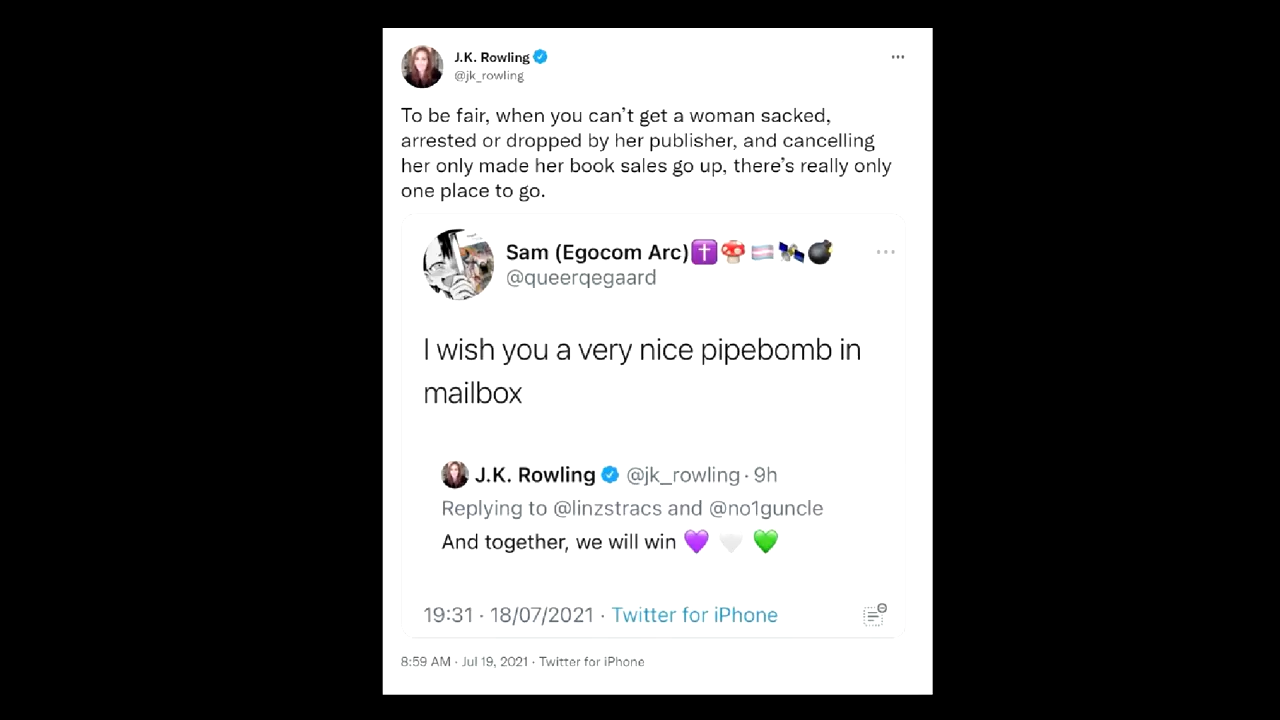 J.K. Rowling
@jk_rowling
To be fair, when you can't get a woman sacked,
arrested or dropped by her publisher, and cancelling
her only made her book sales go up, there's really only
one place to go.
Sam (Egocom Arc)✝️🍄🏳️‍⚧️🛰️💣
@queerqegaard
I wish you a very nice pipebomb in
mailbox
J.K. Rowling @jk_rowling · 9h
Replying to @linzstracs and @no1guncle
And together, we will win 💜 🤍 💚
19:31 · 18/07/2021 · Twitter for iPhone
8:59 AM · Jul 19, 2021 · Twitter for iPhone